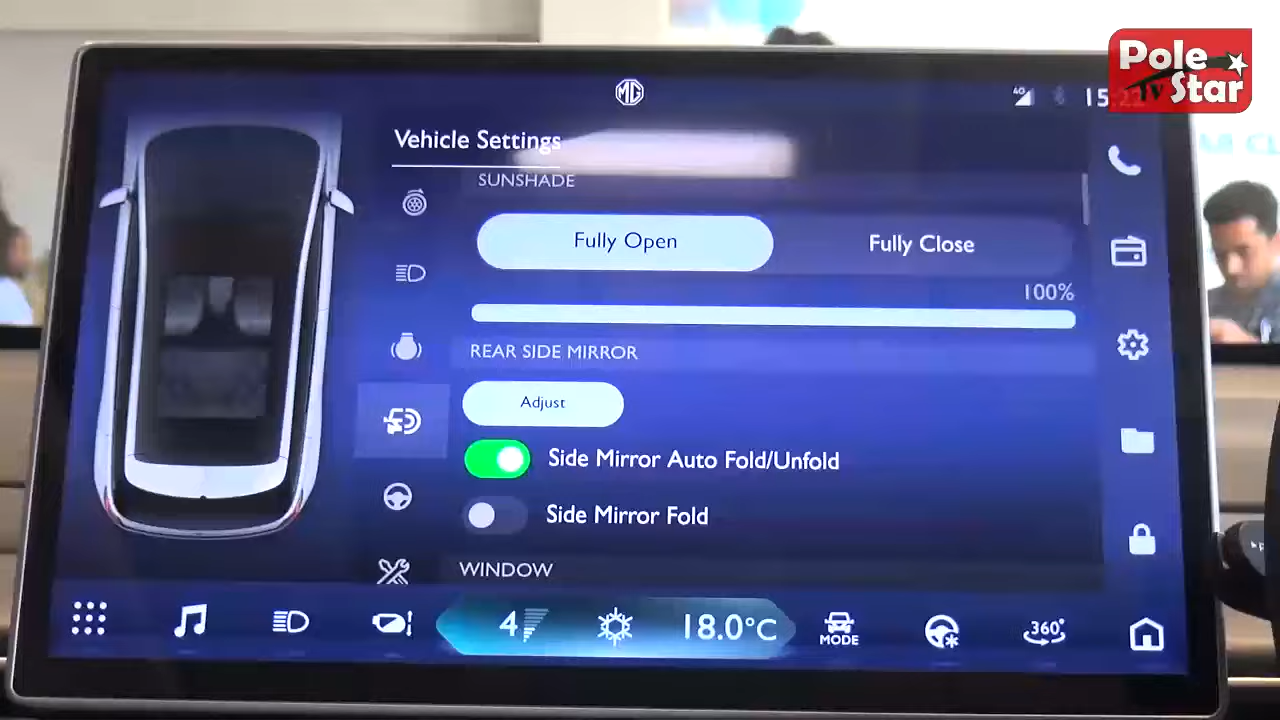 MG
Pole
TV Star
4G
15:22
Vehicle Settings
SUNSHADE
Fully Open
Fully Close
100%
REAR SIDE MIRROR
Adjust
Side Mirror Auto Fold/Unfold
Side Mirror Fold
WINDOW
4
18.0°C
MODE
360°